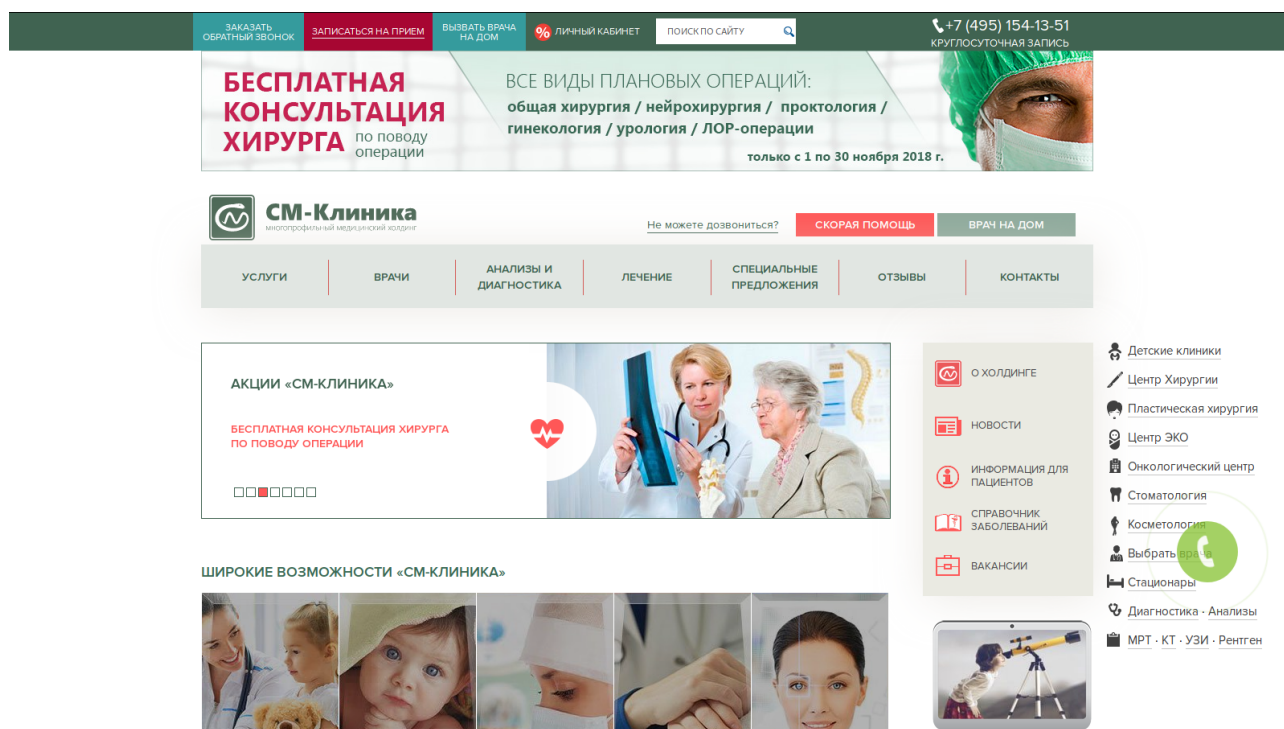 ЗАКАЗАТЬ
ОБРАТНЫЙ ЗВОНОК
ЗАПИСАТЬСЯ НА ПРИЕМ
ВЫЗВАТЬ ВРАЧА
НА ДОМ
% ЛИЧНЫЙ КАБИНЕТ
ПОИСК ПО САЙТУ
+7 (495) 154-13-51
КРУГЛОСУТОЧНАЯ ЗАПИСЬ
БЕСПЛАТНАЯ
КОНСУЛЬТАЦИЯ
ХИРУРГА по поводу
операции
ВСЕ ВИДЫ ПЛАНОВЫХ ОПЕРАЦИЙ:
общая хирургия / нейрохирургия / проктология /
гинекология / урология / ЛОР-операции
только с 1 по 30 ноября 2018 г.
СМ-Клиника
многопрофильный медицинский холдинг
Не можете дозвониться?
СКОРАЯ ПОМОЩЬ
ВРАЧ НА ДОМ
УСЛУГИ
ВРАЧИ
АНАЛИЗЫ И
ДИАГНОСТИКА
ЛЕЧЕНИЕ
СПЕЦИАЛЬНЫЕ
ПРЕДЛОЖЕНИЯ
ОТЗЫВЫ
КОНТАКТЫ
АКЦИИ «СМ-КЛИНИКА»
БЕСПЛАТНАЯ КОНСУЛЬТАЦИЯ ХИРУРГА
ПО ПОВОДУ ОПЕРАЦИИ
О ХОЛДИНГЕ
НОВОСТИ
ИНФОРМАЦИЯ ДЛЯ
ПАЦИЕНТОВ
СПРАВОЧНИК
ЗАБОЛЕВАНИЙ
ВАКАНСИИ
Детские клиники
Центр Хирургии
Пластическая хирургия
Центр ЭКО
Онкологический центр
Стоматология
Косметология
Выбрать врача
Стационары
Диагностика · Анализы
МРТ · КТ · УЗИ · Рентген
ШИРОКИЕ ВОЗМОЖНОСТИ «СМ-КЛИНИКА»